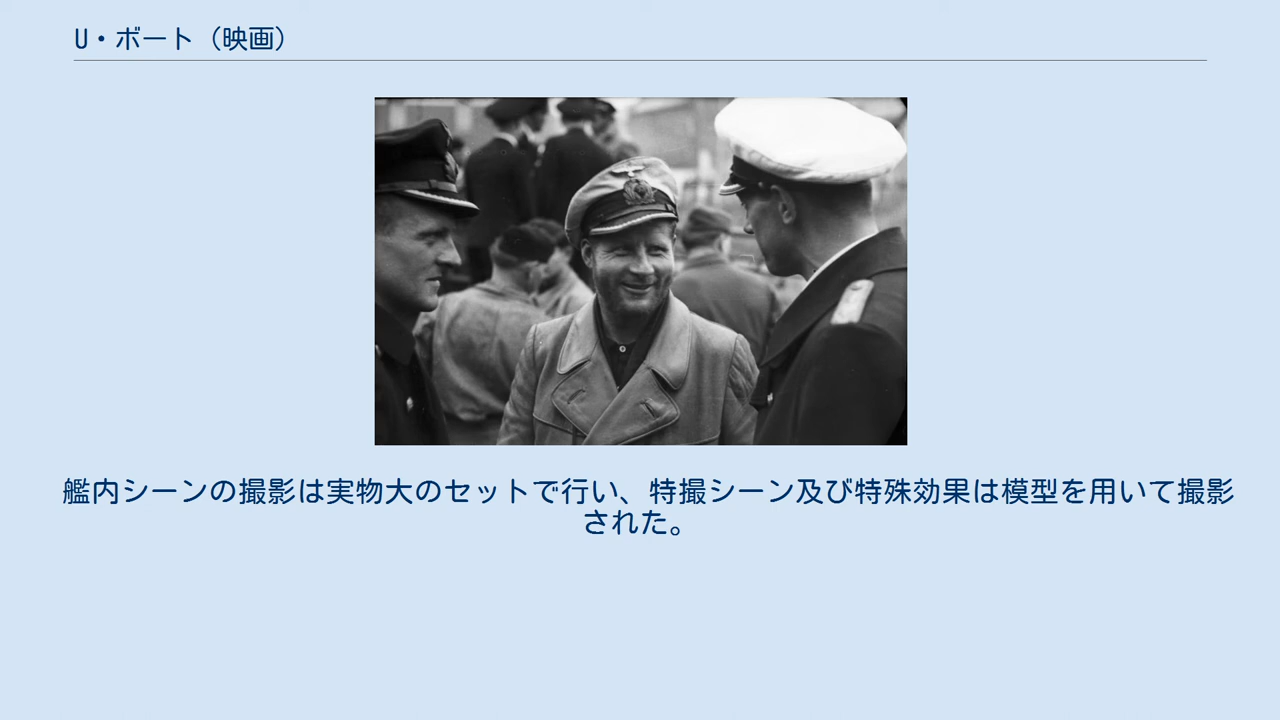 U・ボート（映画）
艦内シーンの撮影は実物大のセットで行い、特撮シーン及び特殊効果は模型を用いて撮影
された。